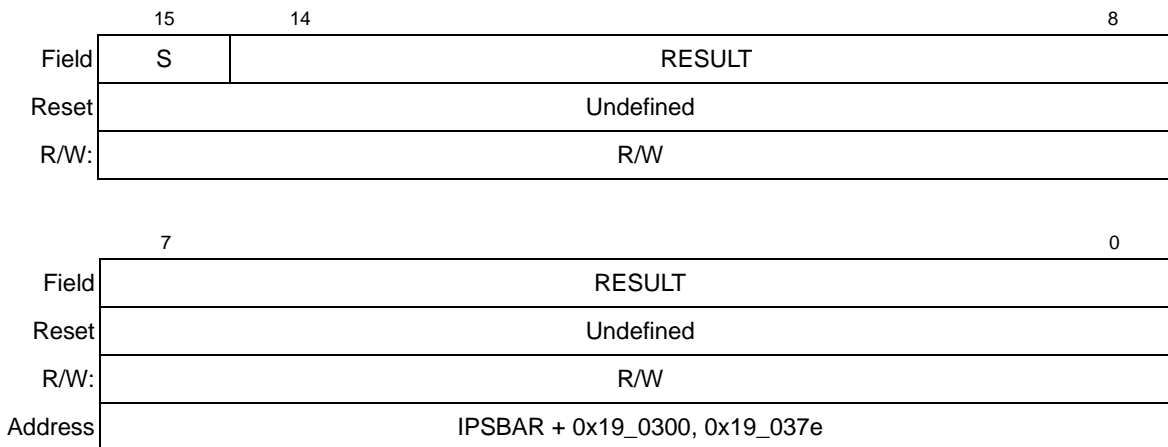 15 14 8
Field S RESULT
Reset Undefined
R/W: R/W
7 0
Field RESULT
Reset Undefined
R/W: R/W
Address IPSBAR + 0x19_0300, 0x19_037e